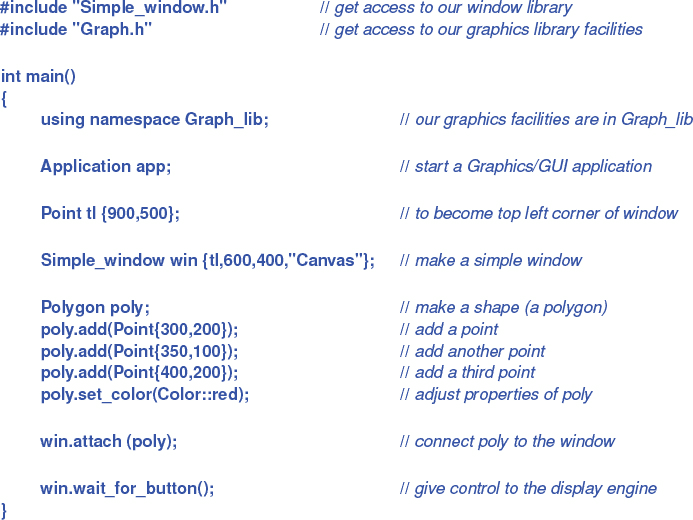 #include "Simple_window.h" // get access to our window library
#include "Graph.h" // get access to our graphics library facilities
int main()
{
using namespace Graph_lib; // our graphics facilities are in Graph_lib
Application app; // start a Graphics/GUI application
Point tl {900,500}; // to become top left corner of window
Simple_window win {tl,600,400,"Canvas"}; // make a simple window
Polygon poly; // make a shape (a polygon)
poly.add(Point{300,200}); // add a point
poly.add(Point{350,100}); // add another point
poly.add(Point{400,200}); // add a third point
poly.set_color(Color::red); // adjust properties of poly
win.attach (poly); // connect poly to the window
win.wait_for_button(); // give control to the display engine
}